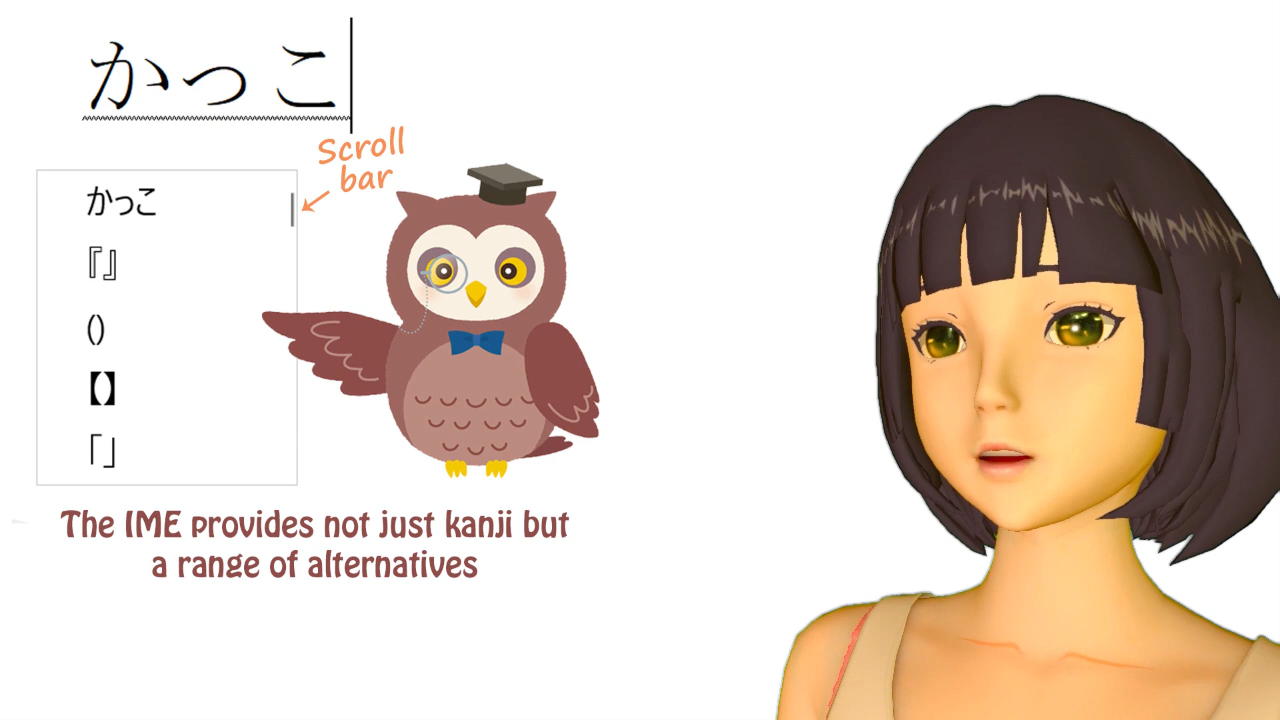 かっこ
Scroll
bar
かっこ
『』
()
【】
「」
The IME provides not just kanji but
a range of alternatives